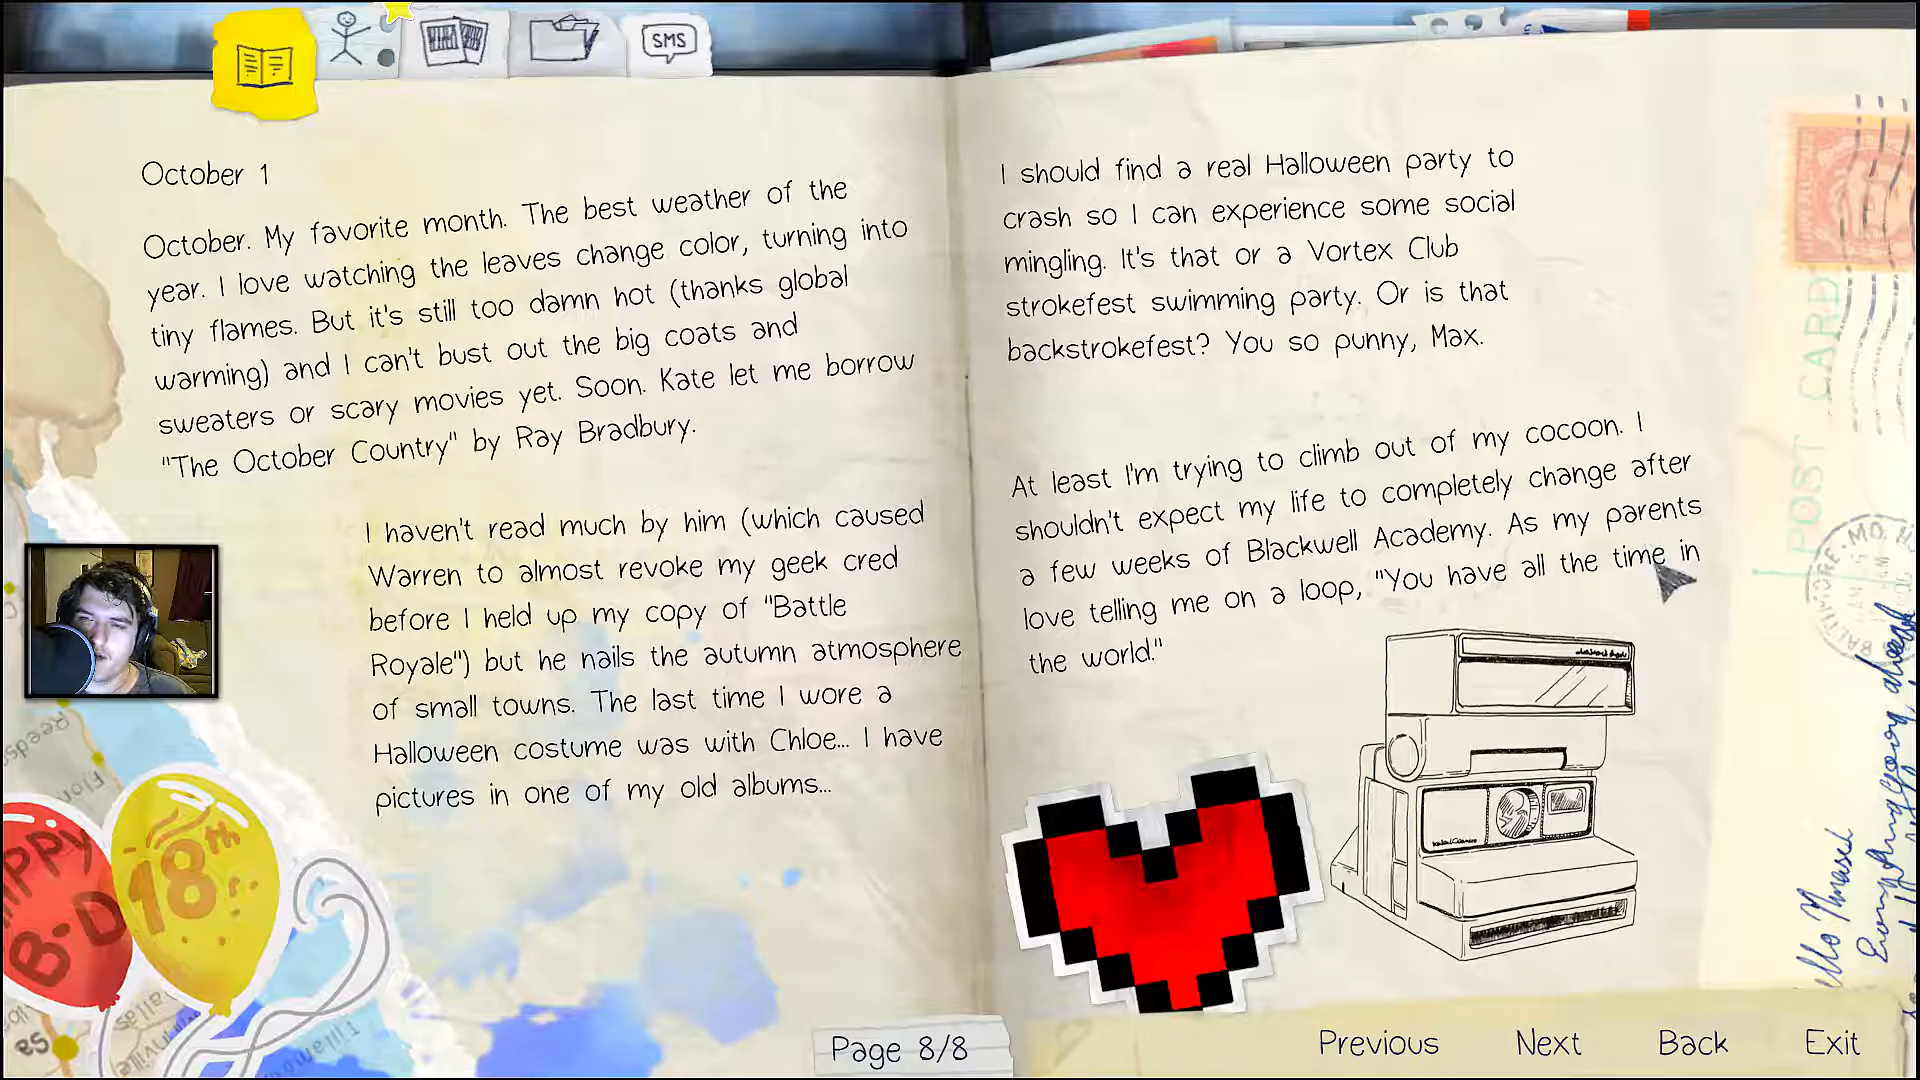 SMS
October 1
October. My favorite month. The best weather of the
year. I love watching the leaves change color, turning into
tiny flames. But it's still too damn hot (thanks global
warming) and I can't bust out the big coats and
sweaters or scary movies yet. Soon. Kate let me borrow
"The October Country" by Ray Bradbury.
I haven't read much by him (which caused
Warren to almost revoke my geek cred
before I held up my copy of "Battle
Royale") but he nails the autumn atmosphere
of small towns. The last time I wore a
Halloween costume was with Chloe... I have
pictures in one of my old albums...
I should find a real Halloween party to
crash so I can experience some social
mingling. It's that or a Vortex Club
strokefest swimming party. Or is that
backstrokefest? You so punny, Max.
At least I'm trying to climb out of my cocoon. I
shouldn't expect my life to completely change after
a few weeks of Blackwell Academy. As my parents
love telling me on a loop, "You have all the time in
the world."
POST CARD
B-D
18th
Page 8/8
Previous
Next
Back
Exit